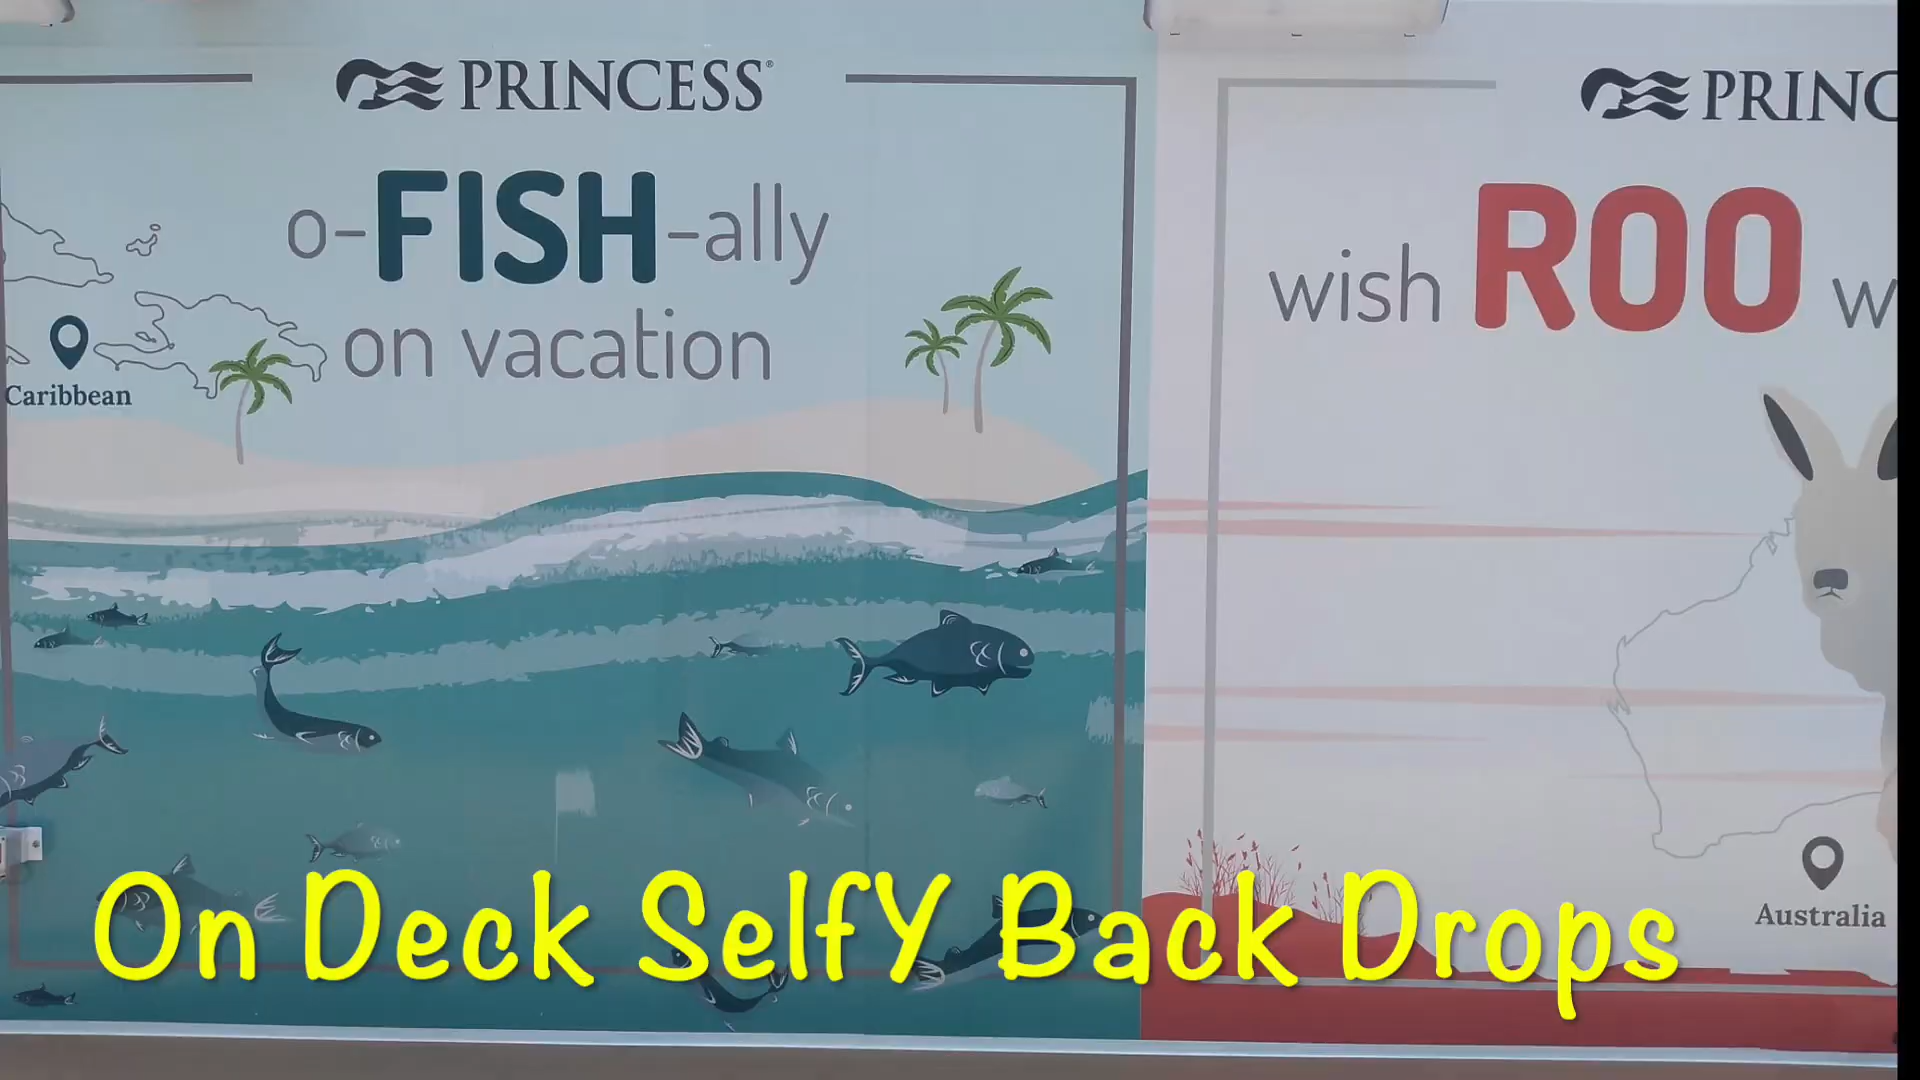 PRINCESS®
o-FISH-ally
on vacation
Caribbean
PRINC
wish ROO w
Australia
On Deck SelfY Back Drops